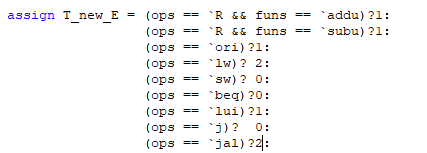 assign T_new_E = (ops == `R && funs == `addu)?1:
(ops == `R && funs == `subu)?1:
(ops == `ori)?1:
(ops == `lw)? 2:
(ops == `sw)? 0:
(ops == `beq)?0:
(ops == `lui)?1:
(ops == `j)?  0:
(ops == `jal)?2: